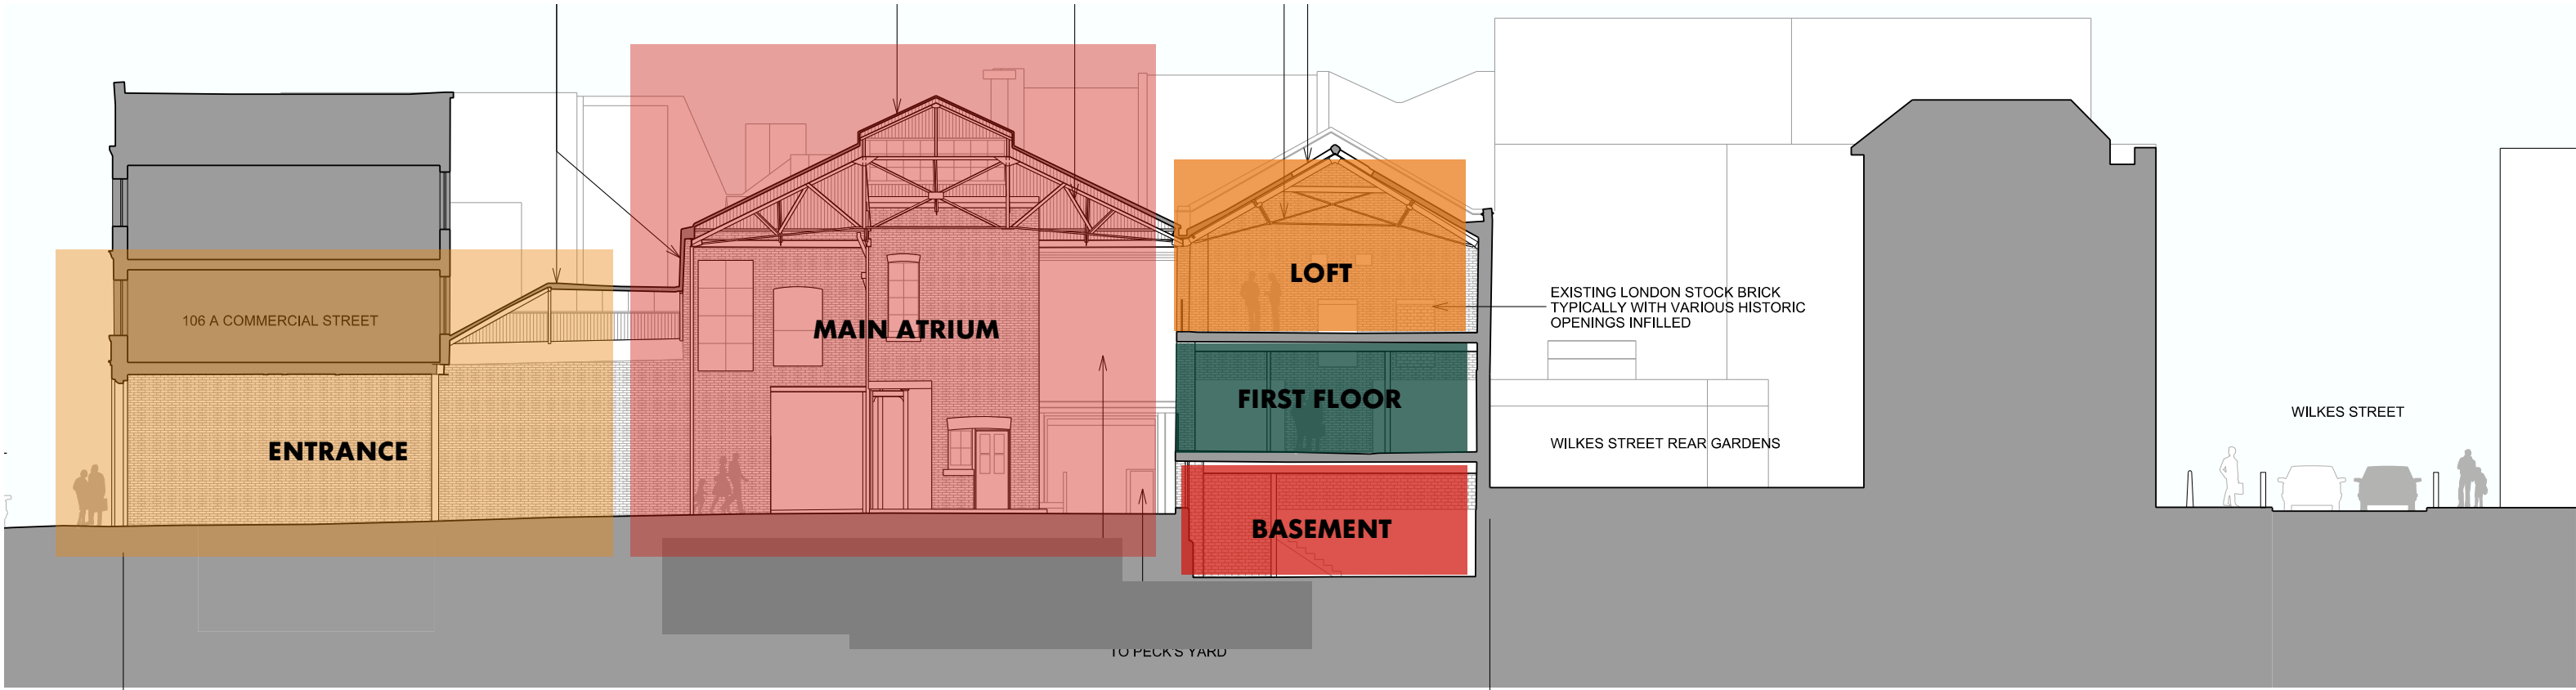 106 A COMMERCIAL STREET
ENTRANCE
MAIN ATRIUM
LOFT
FIRST FLOOR
BASEMENT
EXISTING LONDON STOCK BRICK
TYPICALLY WITH VARIOUS HISTORIC
OPENINGS INFILLED
WILKES STREET REAR GARDENS
WILKES STREET
TO PECK'S YARD